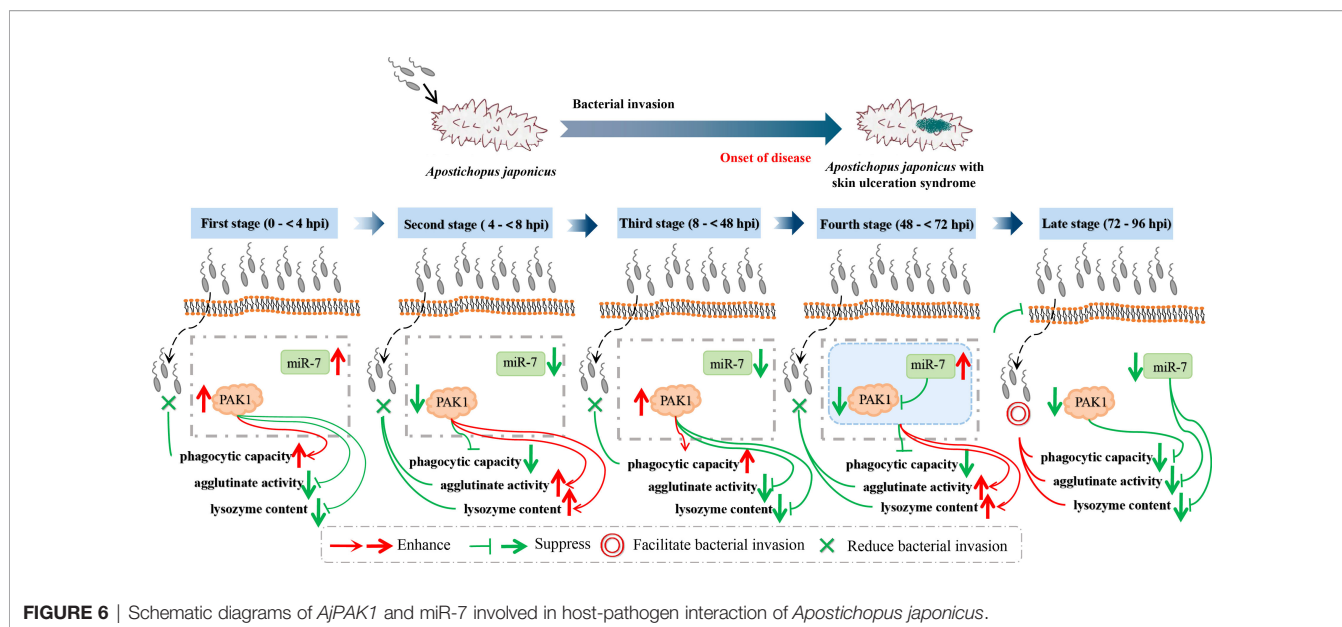 Bacterial invasion
Onset of disease
Apostichopus japonicus
Apostichopus japonicus with
skin ulceration syndrome
First stage (0 - < 4 hpi)
Second stage ( 4 - < 8 hpi)
Third stage (8 - < 48 hpi)
Fourth stage (48 - < 72 hpi)
Late stage (72 - 96 hpi)
miR-7
PAK1
phagocytic capacity
agglutinate activity
lysozyme content
miR-7
PAK1
phagocytic capacity
agglutinate activity
lysozyme content
miR-7
PAK1
phagocytic capacity
agglutinate activity
lysozyme content
miR-7
PAK1
phagocytic capacity
agglutinate activity
lysozyme content
miR-7
PAK1
phagocytic capacity
agglutinate activity
lysozyme content
Enhance
Suppress
Facilitate bacterial invasion
Reduce bacterial invasion
FIGURE 6 | Schematic diagrams of AjPAK1 and miR-7 involved in host-pathogen interaction of Apostichopus japonicus.